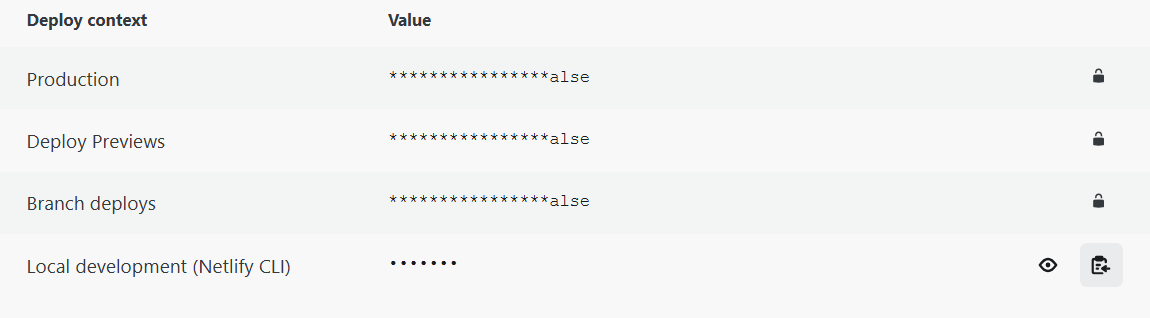 Deploy context Value
Production ****************alse
Deploy Previews ****************alse
Branch deploys ****************alse
Local development (Netlify CLI) •••••••